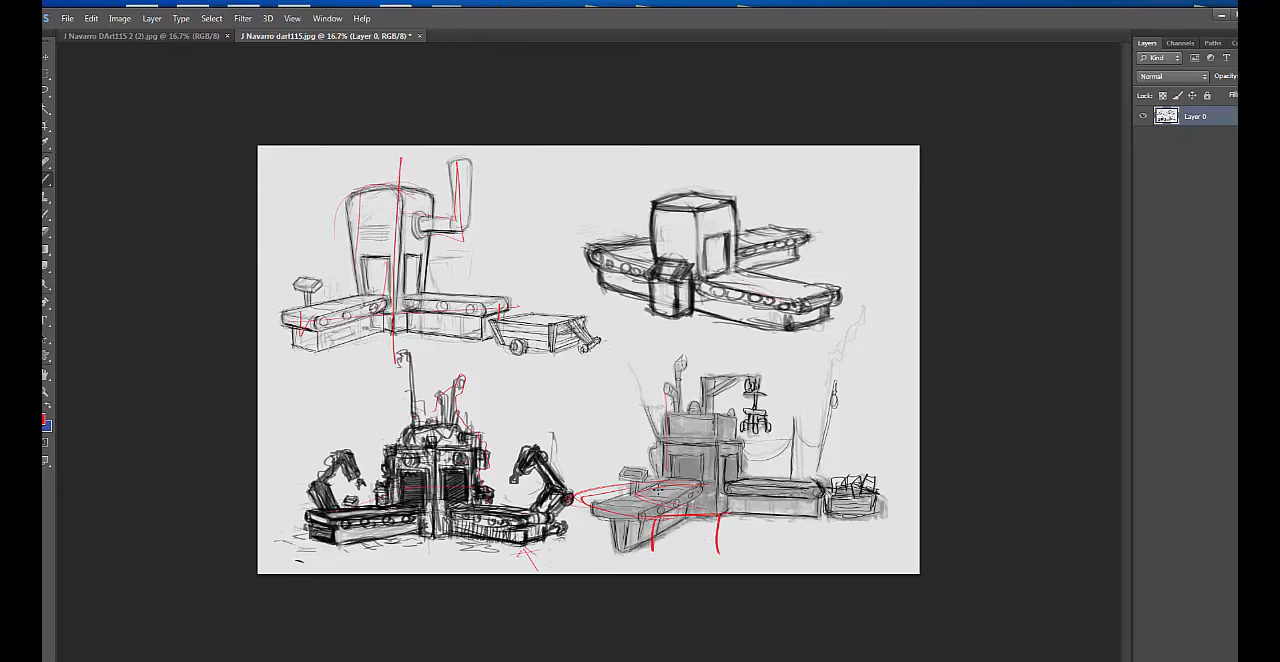 S File Edit Image Layer Type Select Filter 3D View Window Help
J Navarro DArt115 2 (2).jpg @ 16.7% (RGB/8) × J Navarro dart115.jpg @ 16.7% (Layer 0, RGB/8) * ×
Layers Channels Paths Co
Kind T
Normal Opacity:
Lock: Fill
Layer 0